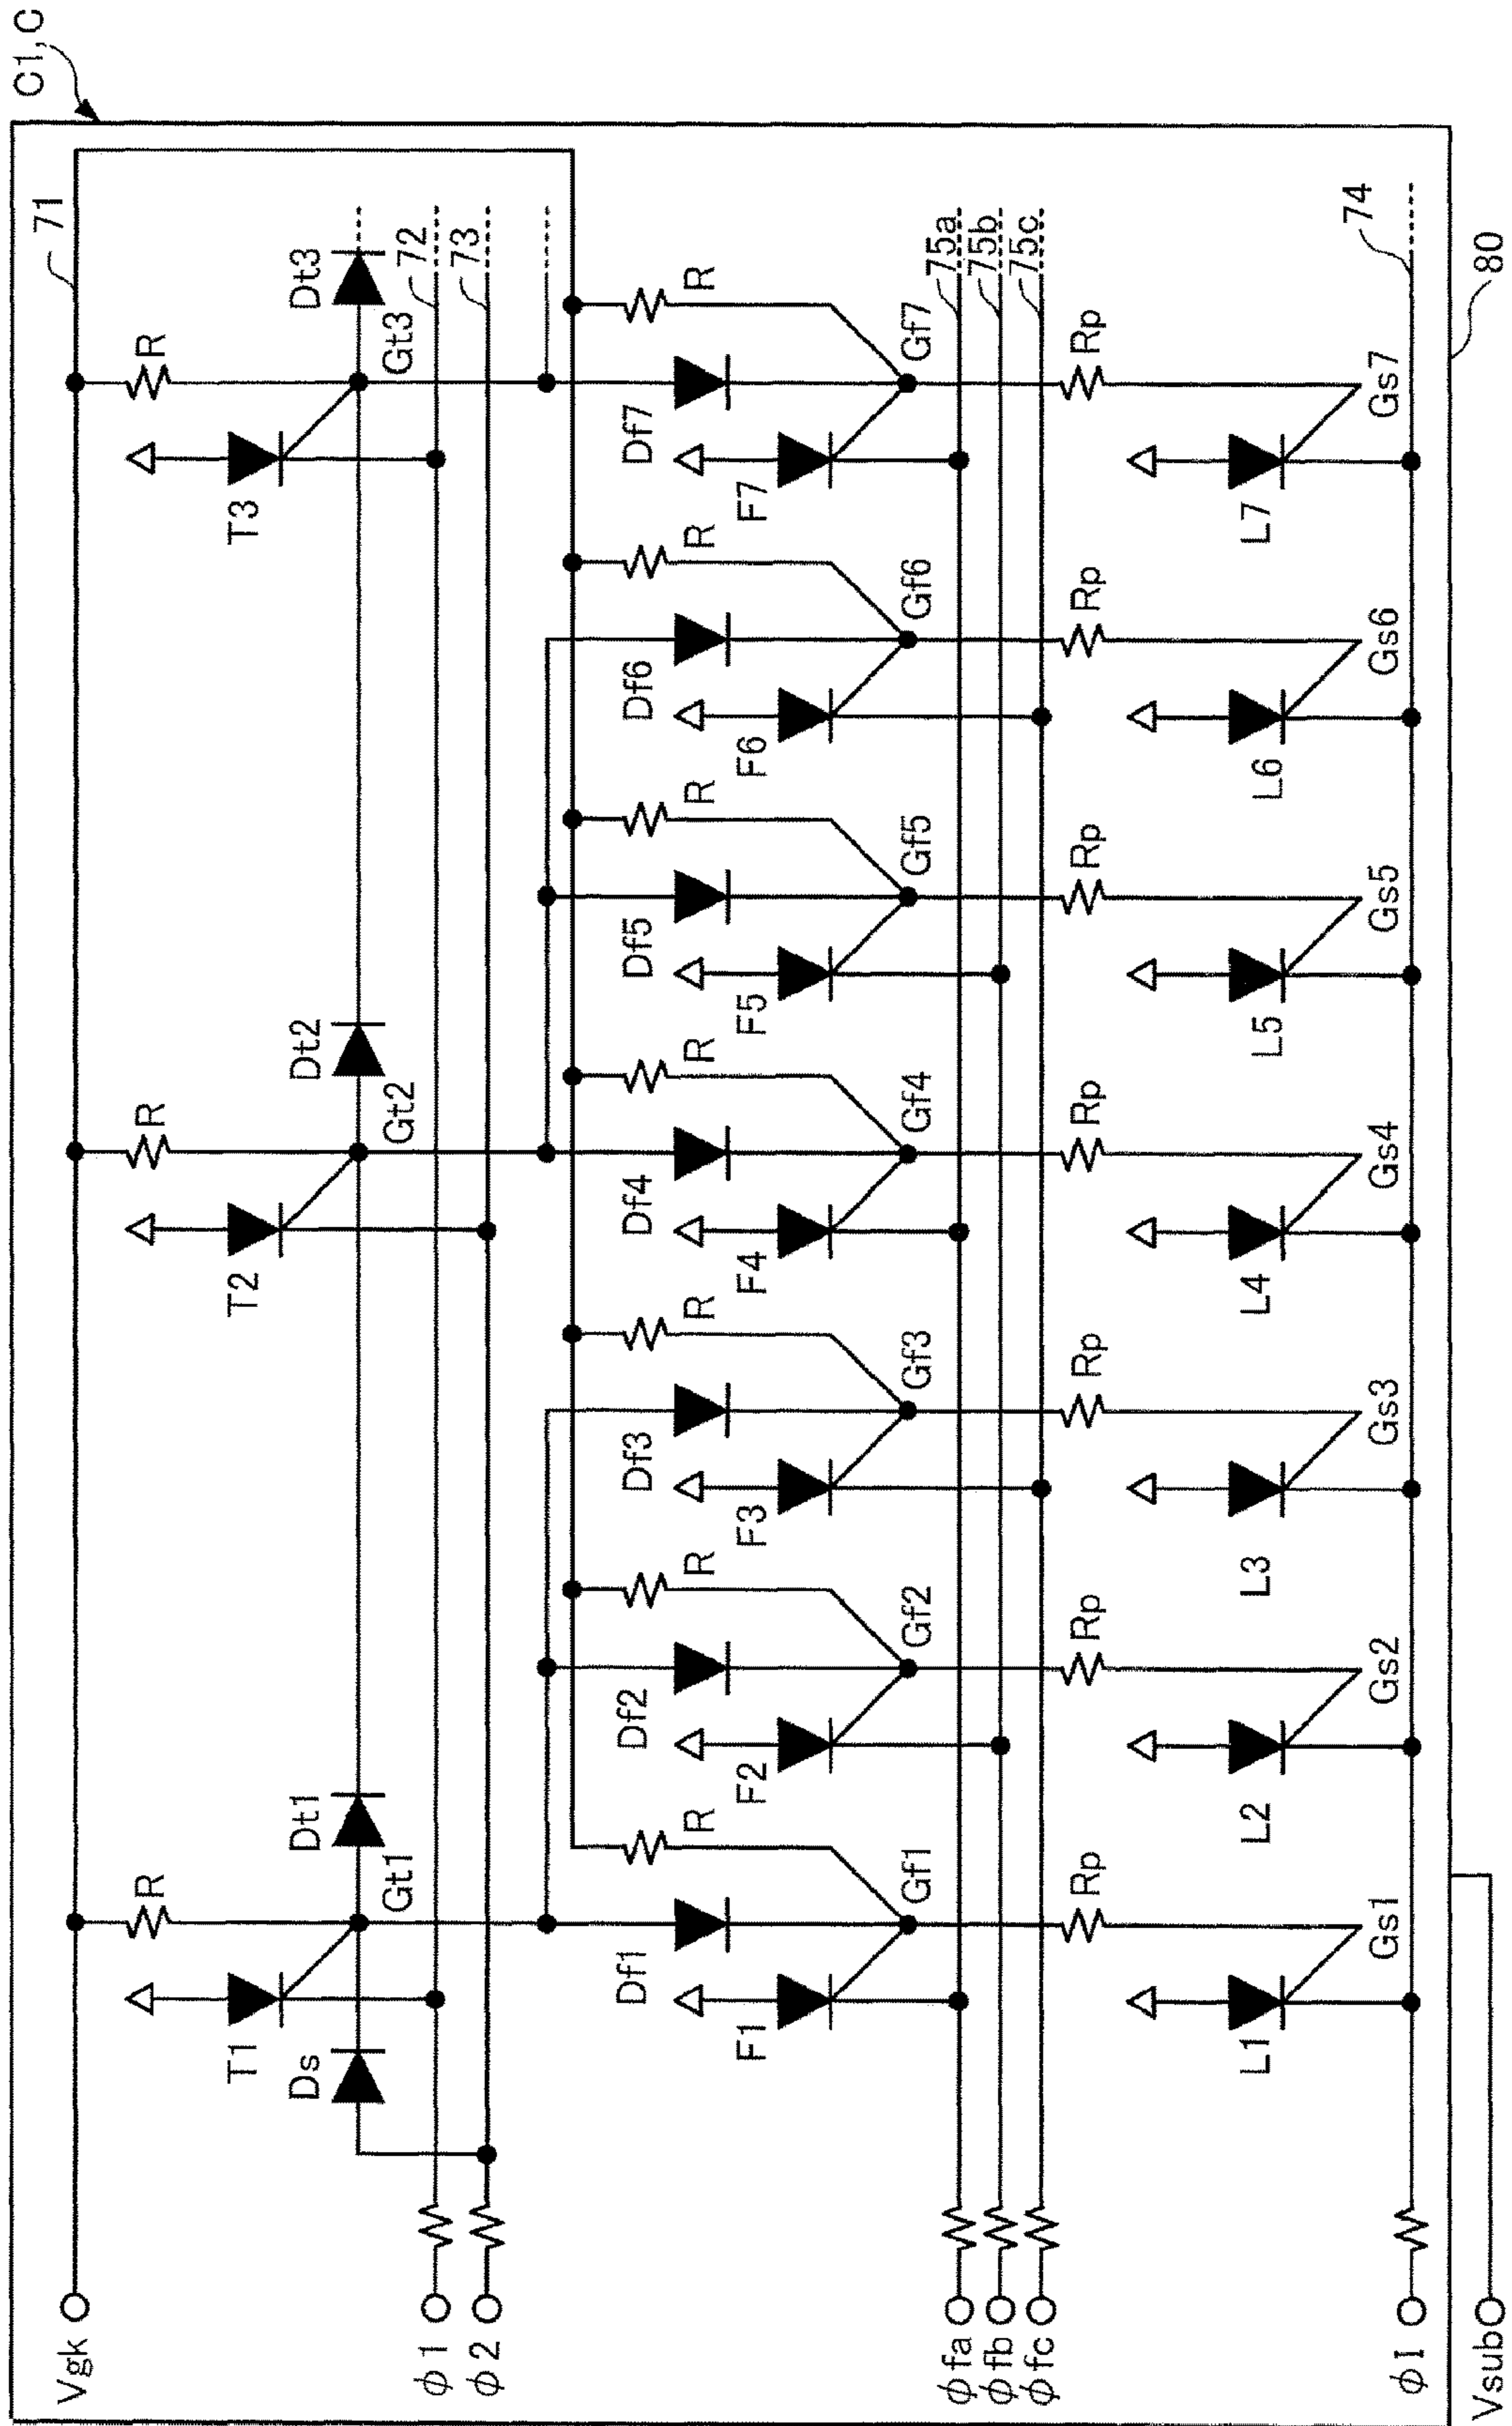 C1,C
71
Vgk
R
R
R
T1
T2
T3
Ds
Dt1
Dt2
Dt3
Gt1
Gt2
Gt3
72
73
φ1
φ2
R
R
R
R
R
R
R
Df1
Df2
Df3
Df4
Df5
Df6
Df7
F1
F2
F3
F4
F5
F6
F7
Gf1
Gf2
Gf3
Gf4
Gf5
Gf6
Gf7
75a
75b
75c
φfa
φfb
φfc
Rp
Rp
Rp
Rp
Rp
Rp
Rp
L1
L2
L3
L4
L5
L6
L7
Gs1
Gs2
Gs3
Gs4
Gs5
Gs6
Gs7
74
φI
80
Vsub